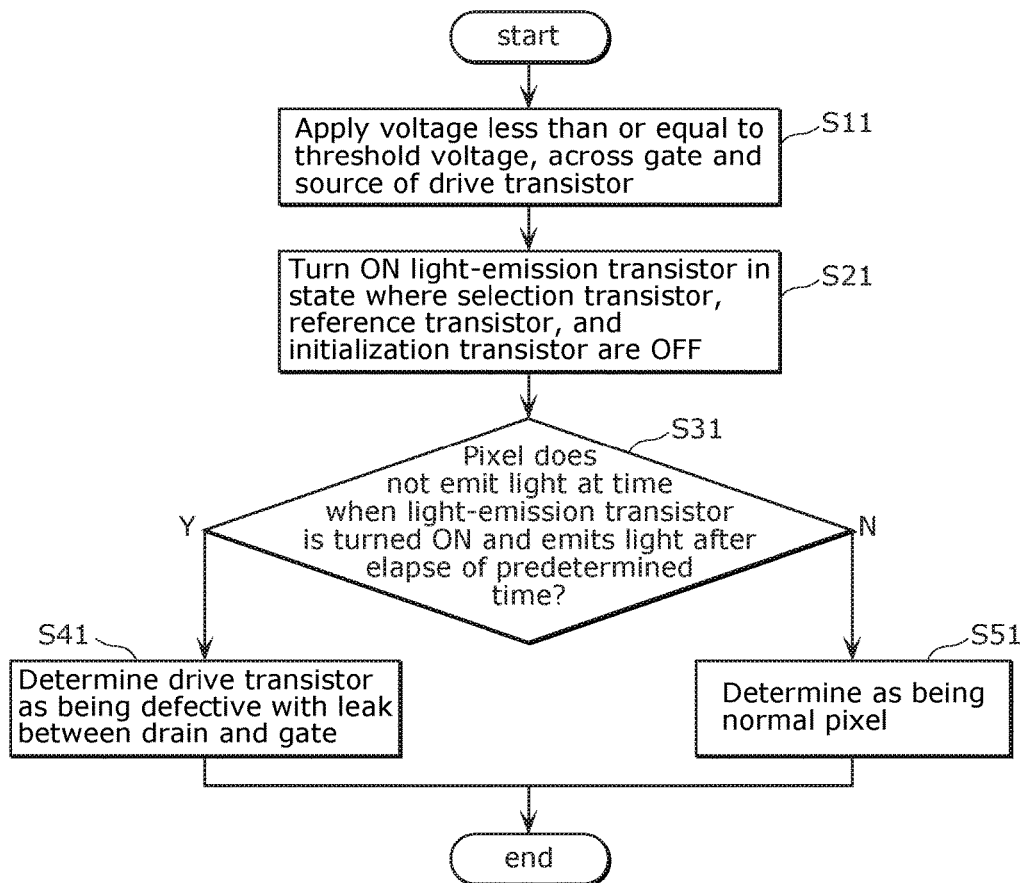 start
S11
Apply voltage less than or equal to
threshold voltage, across gate and
source of drive transistor
S21
Turn ON light-emission transistor in
state where selection transistor,
reference transistor, and
initialization transistor are OFF
S31
Pixel does
not emit light at time
when light-emission transistor
is turned ON and emits light after
elapse of predetermined
time?
Y
N
S41
Determine drive transistor
as being defective with leak
between drain and gate
S51
Determine as being
normal pixel
end